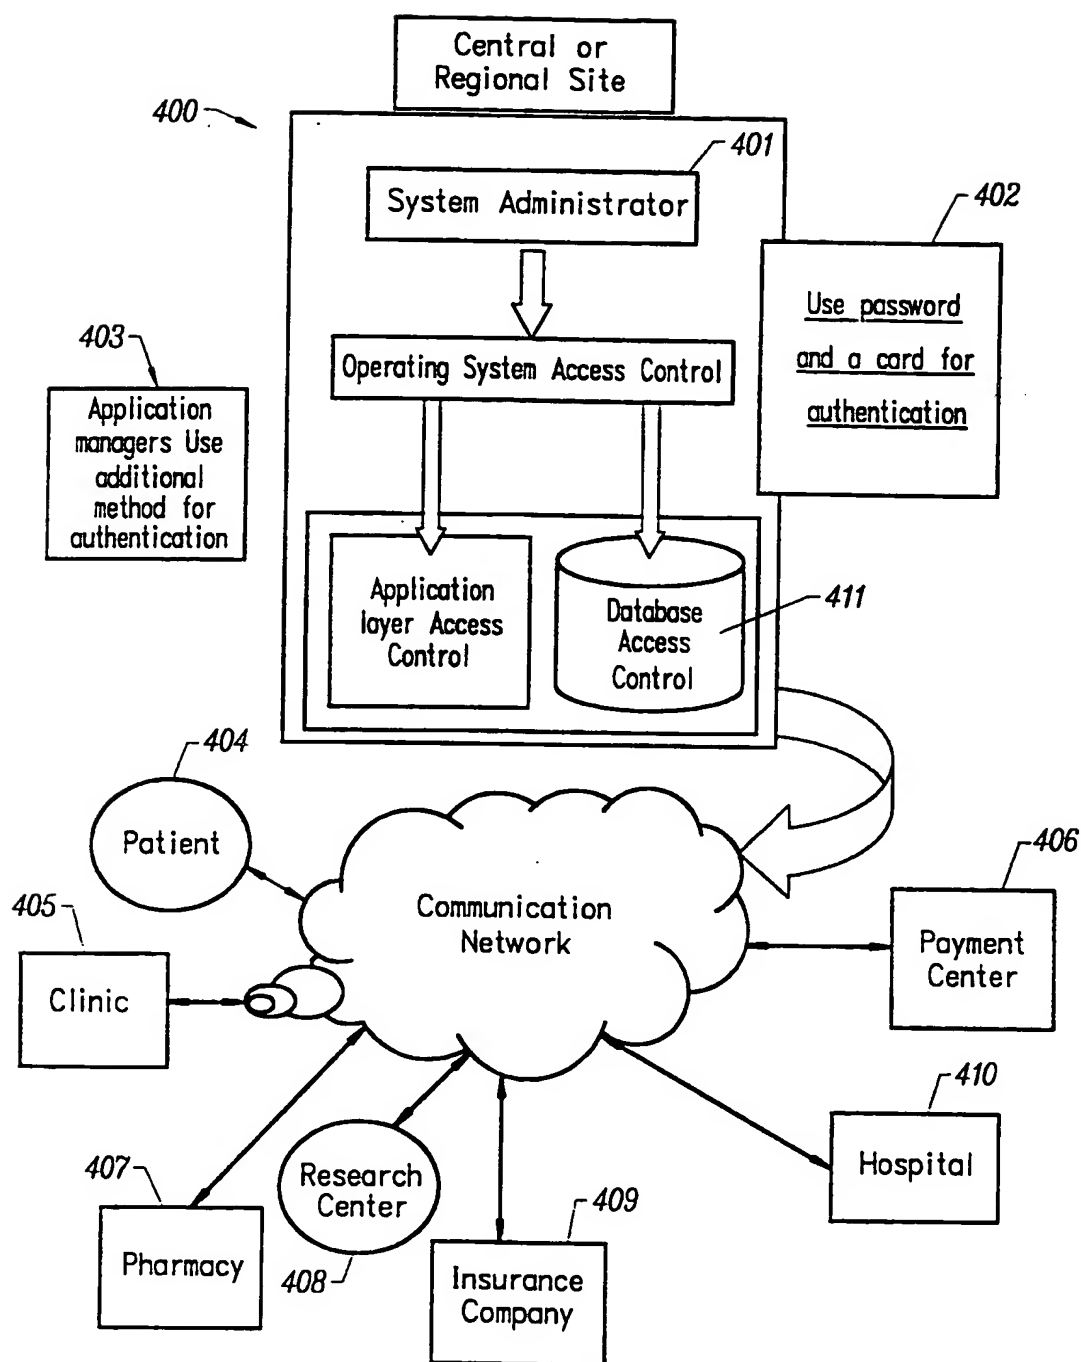 Central or
Regional Site
400
401
System Administrator
402
Use password
and a card for
authentication
403
Application
managers Use
additional
method for
authentication
Operating System Access Control
Application
layer Access
Control
Database
Access
Control
411
404
Patient
405
Clinic
Communication
Network
406
Payment
Center
410
Hospital
407
Pharmacy
Research
Center
408
409
Insurance
Company